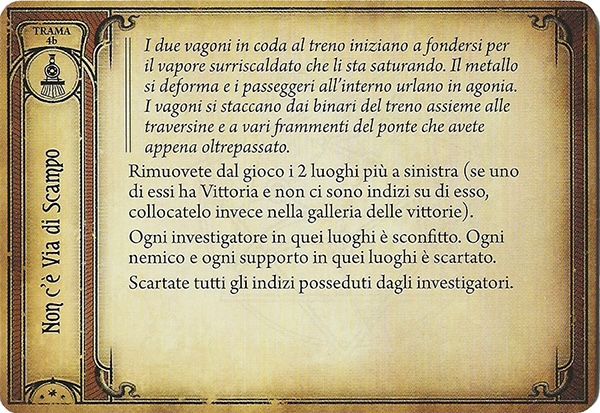 TRAMA
4b
Non c'è Via di Scampo
I due vagoni in coda al treno iniziano a fondersi per
il vapore surriscaldato che li sta saturando. Il metallo
si deforma e i passeggeri all'interno urlano in agonia.
I vagoni si staccano dai binari del treno assieme alle
traversine e a vari frammenti del ponte che avete
appena oltrepassato.
Rimuovete dal gioco i 2 luoghi più a sinistra (se uno
di essi ha Vittoria e non ci sono indizi su di esso,
collocatelo invece nella galleria delle vittorie).
Ogni investigatore in quei luoghi è sconfitto. Ogni
nemico e ogni supporto in quei luoghi è scartato.
Scartate tutti gli indizi posseduti dagli investigatori.